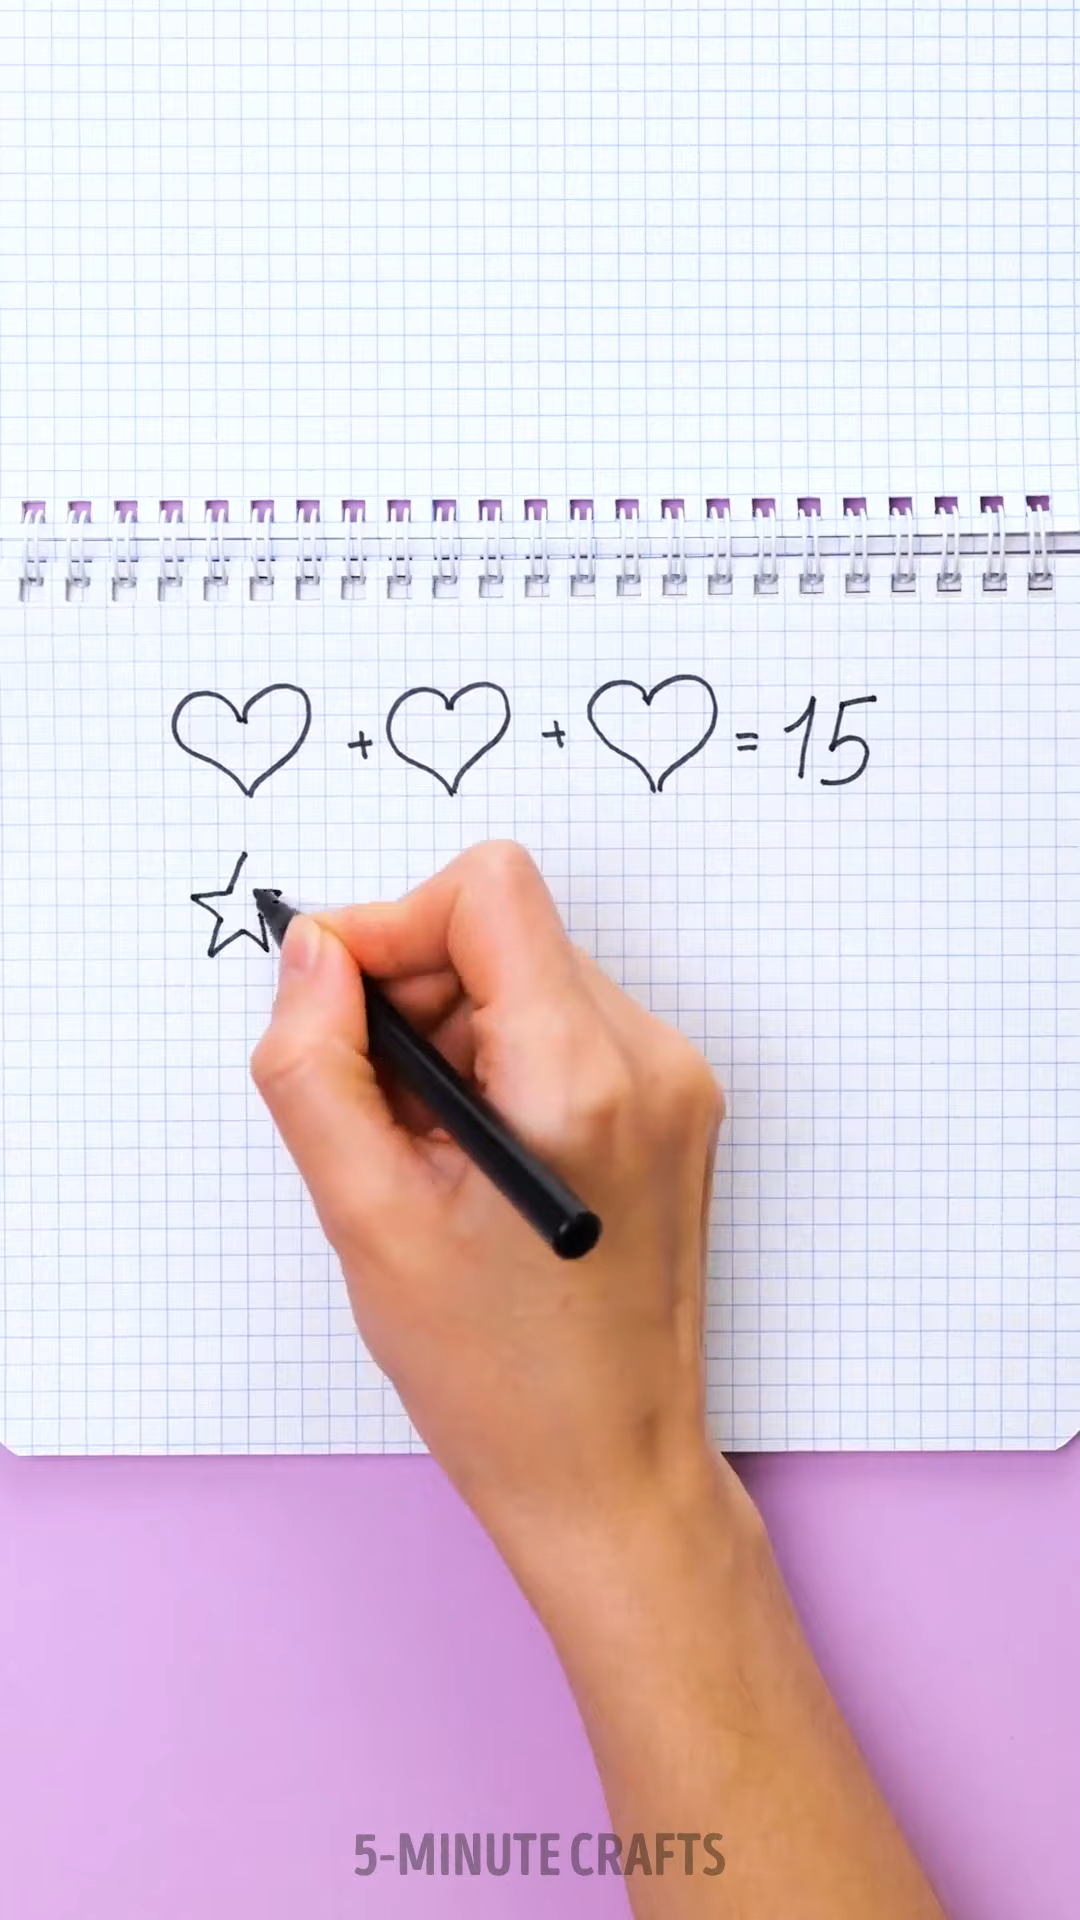 ♡ + ♡ + ♡ = 15
5-MINUTE CRAFTS